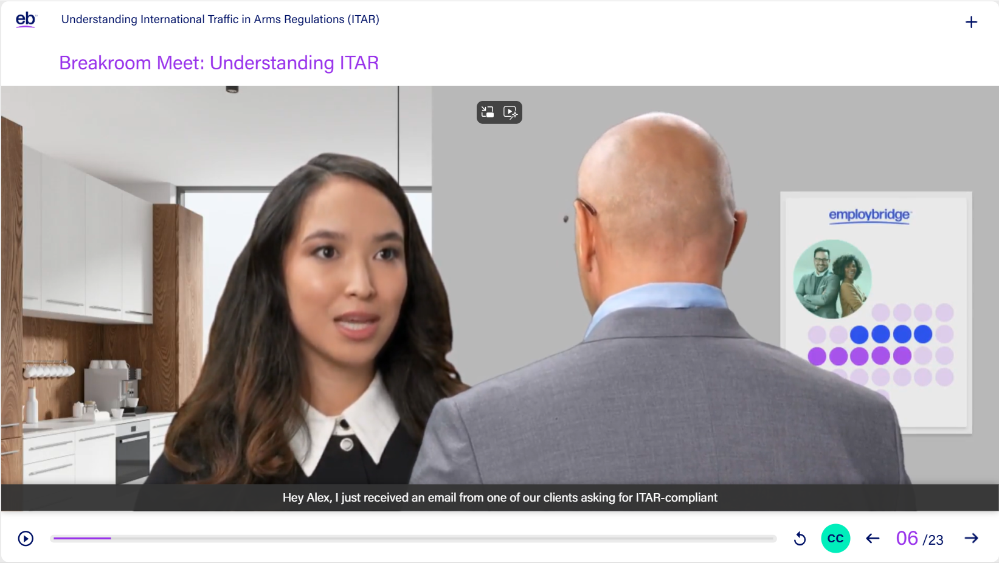 eb
Understanding International Traffic in Arms Regulations (ITAR)
Breakroom Meet: Understanding ITAR
employbridge
Hey Alex, I just received an email from one of our clients asking for ITAR-compliant
CC
06 /23